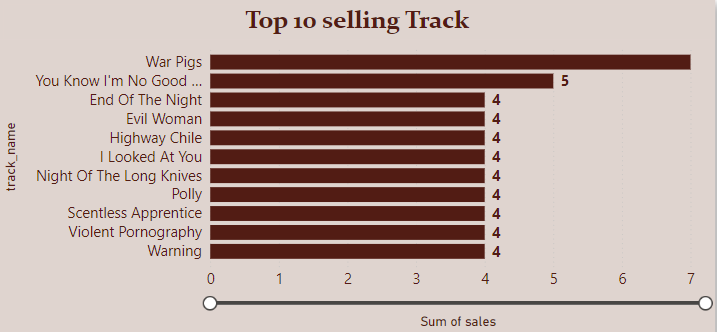 Top 10 selling Track
track_name
War Pigs
You Know I'm No Good ... 5
End Of The Night 4
Evil Woman 4
Highway Chile 4
I Looked At You 4
Night Of The Long Knives 4
Polly 4
Scentless Apprentice 4
Violent Pornography 4
Warning 4
0 1 2 3 4 5 6 7
Sum of sales